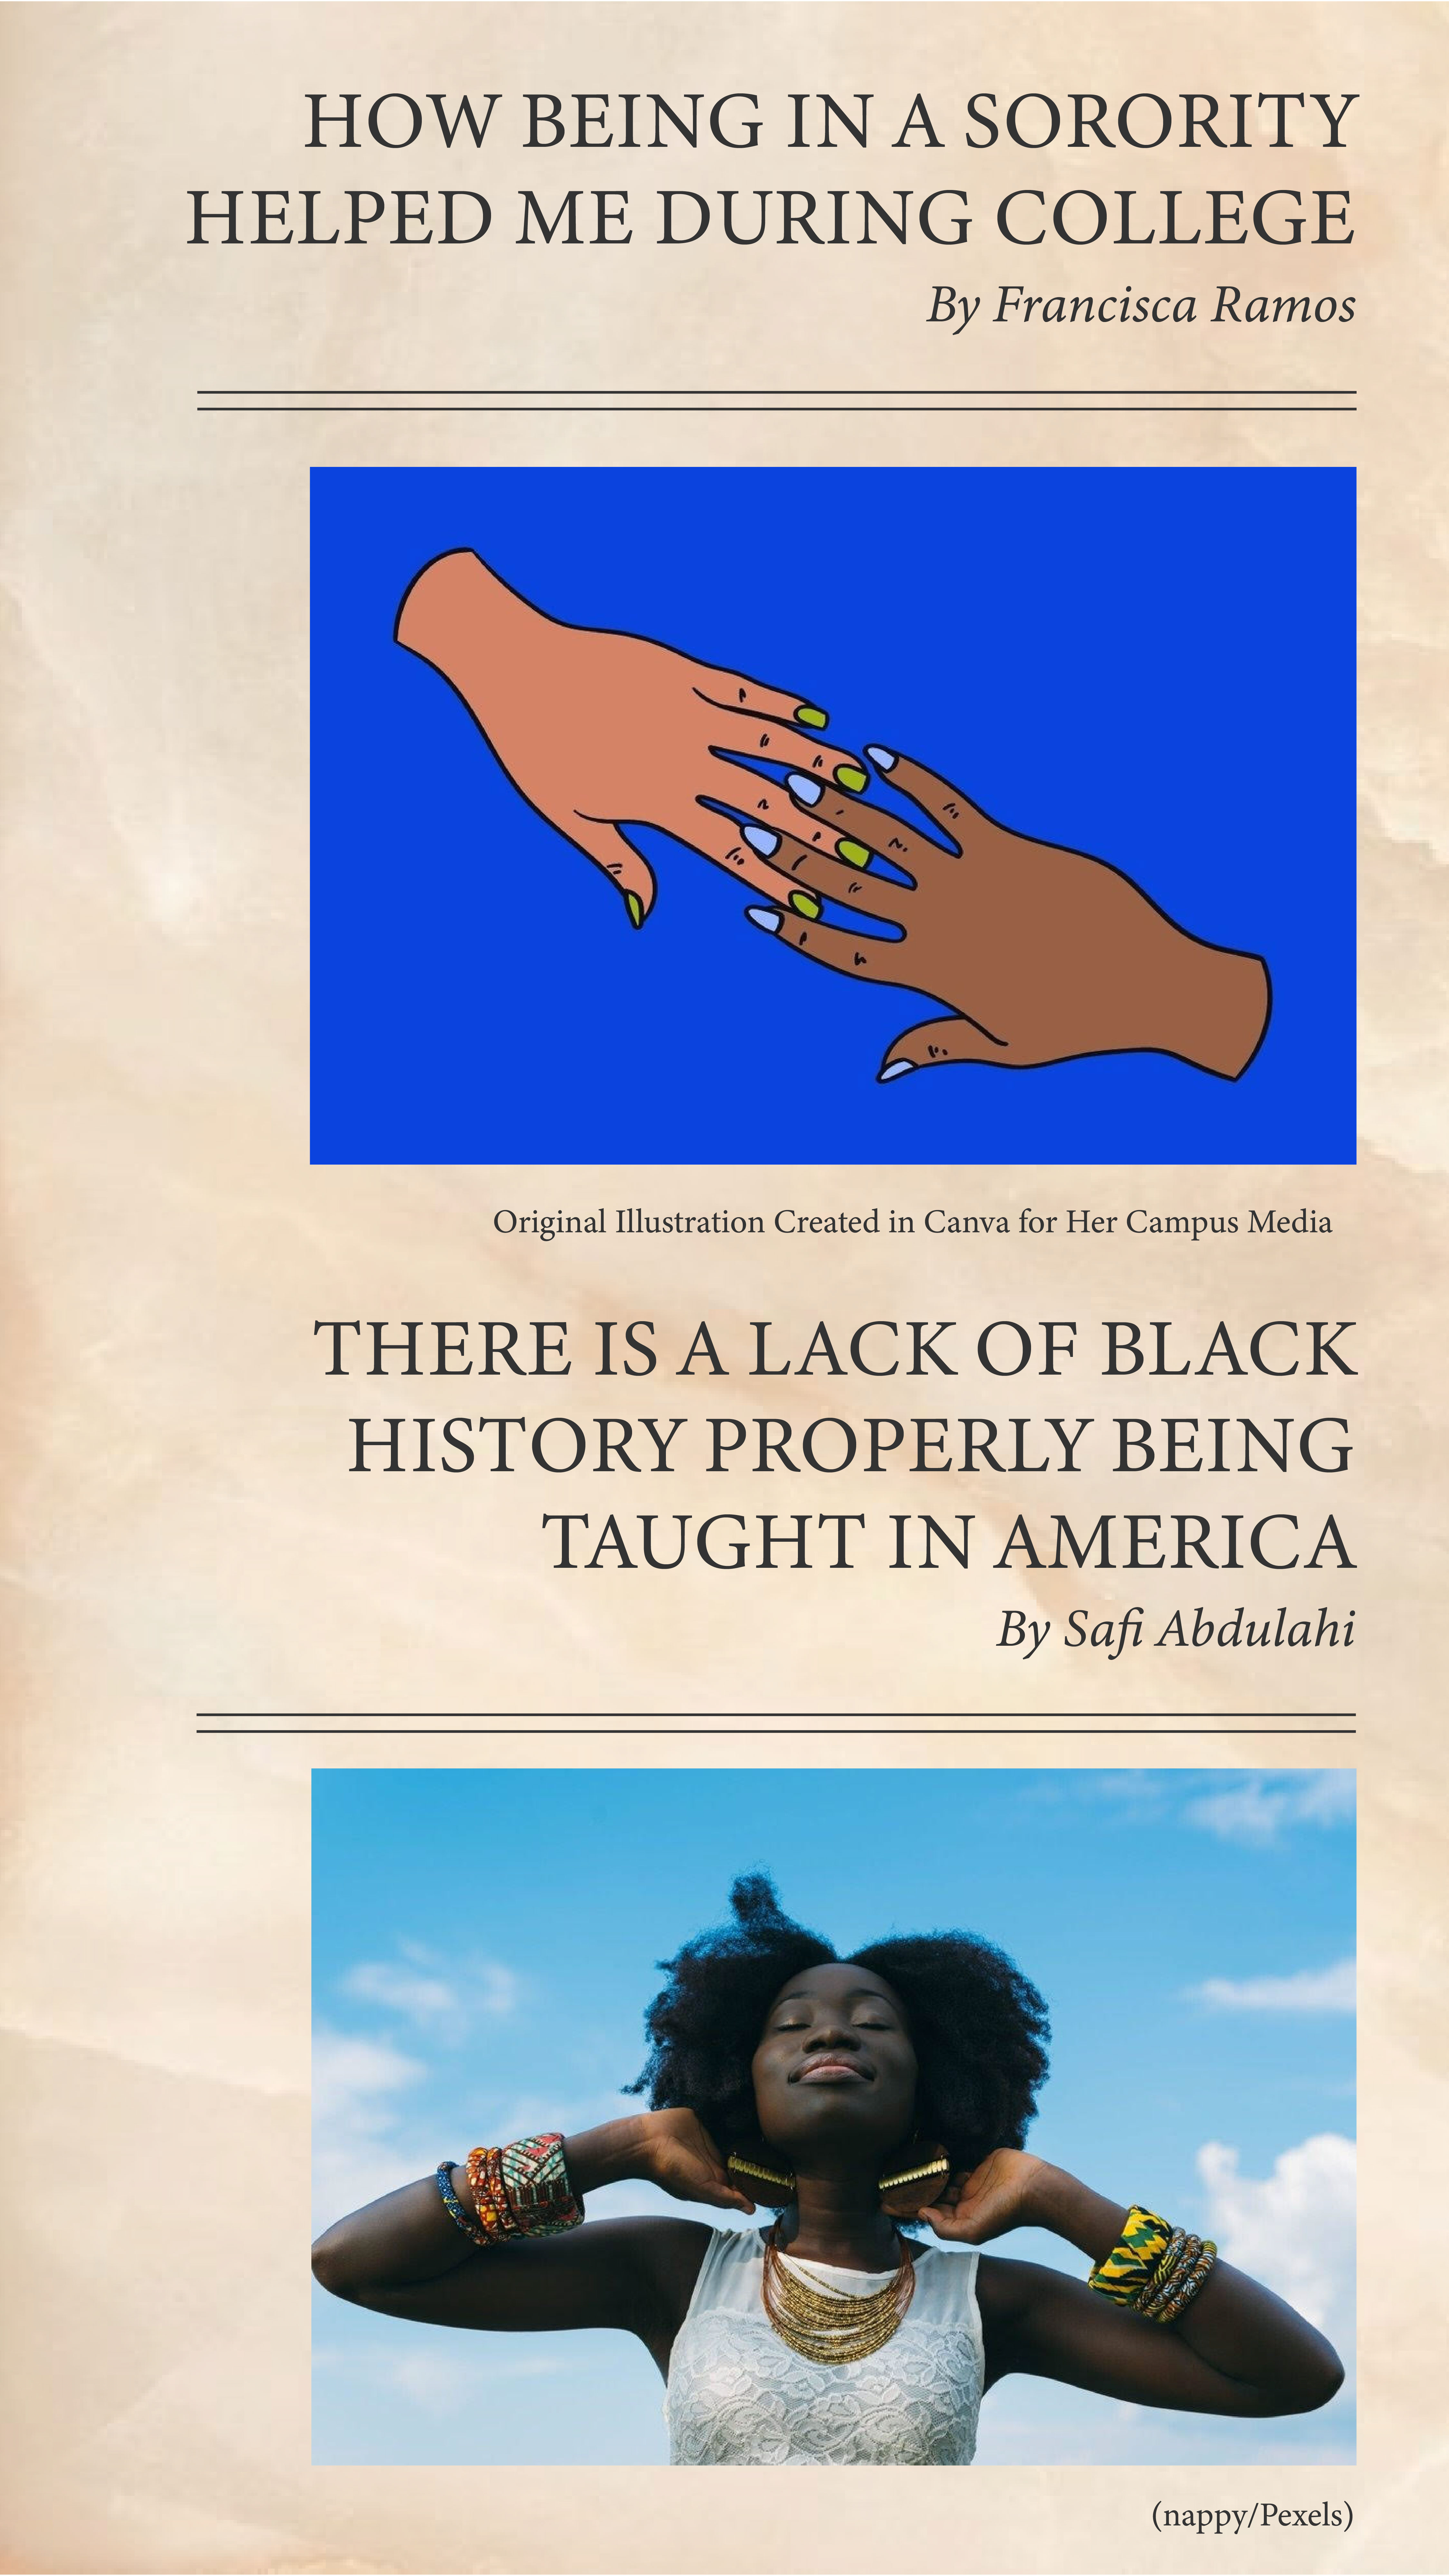 HOW BEING IN A SORORITY
HELPED ME DURING COLLEGE
By Francisca Ramos
Original Illustration Created in Canva for Her Campus Media
THERE IS A LACK OF BLACK
HISTORY PROPERLY BEING
TAUGHT IN AMERICA
By Safi Abdulahi
(nappy/Pexels)